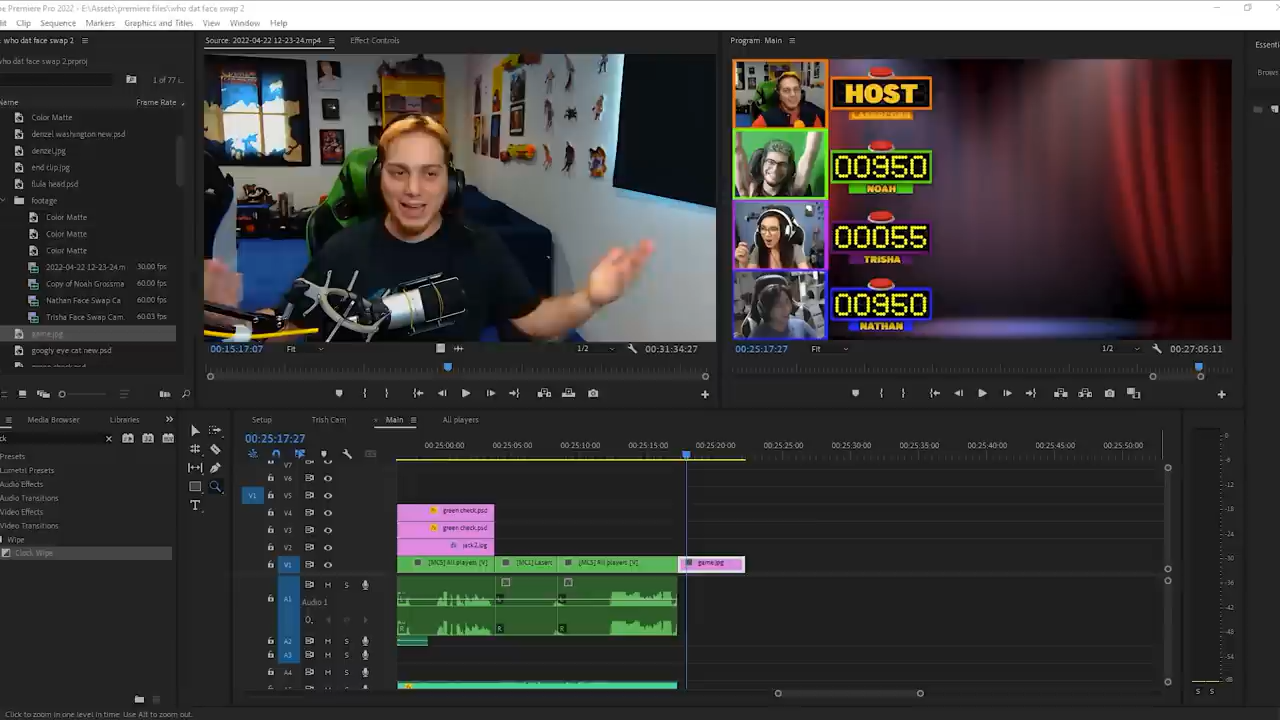 Premiere Pro 2022 - E:\Assets\premiere files\who dat face swap 2
Clip Sequence Markers Graphics and Titles View Window Help
who dat face swap 2
Source: 2022-04-22 12-23-24.mp4
Effect Controls
Program: Main
who dat face swap 2.prproj
1 of 77
Frame Rate
Color Matte
denzel washington new.psd
denzel.jpg
end clip.jpg
flula head.psd
footage
Color Matte
Color Matte
Color Matte
2022-04-22 12-23-24.m 30.00 fps
Copy of Noah Grossma 60.00 fps
Nathan Face Swap Ca 60.00 fps
Trisha Face Swap Cam. 60.03 fps
game.jpg
googly eye cat new.psd
HOST
00950
NOAH
00055
TRISHA
00950
NATHAN
00:15:17:07
Fit
1/2
00:31:34:27
00:25:17:27
Fit
1/2
00:27:05:11
Media Browser
Libraries
Setup
Trish Cam
Main
All players
00:25:17:27
00:25:00:00 00:25:05:00 00:25:10:00 00:25:15:00 00:25:20:00 00:25:25:00 00:25:30:00 00:25:35:00 00:25:40:00 00:25:45:00 00:25:50:00
Presets
Lumetri Presets
Audio Effects
Audio Transitions
Video Effects
Video Transitions
Wipe
Clock Wipe
V7
V6
V1 V5
V4 green check.psd
V3 green check.psd
V2 jack2.jpg
V1 [MC5] All players [V] [MC5] All players [V] game.jpg
A1 M S
Audio 1
A2 M S
A3 M S
A4 M S
0
-12
-18
-24
-30
-36
-42
-48
-54
S S
Click to zoom in one level in time. Use Alt to zoom out.